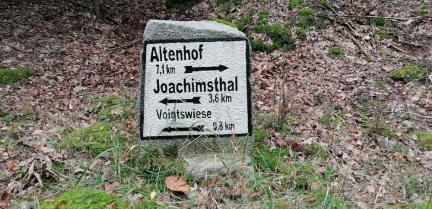 Altenhof
7,1 km
Joachimsthal
3,6 km
Voigtswiese
0,8 km